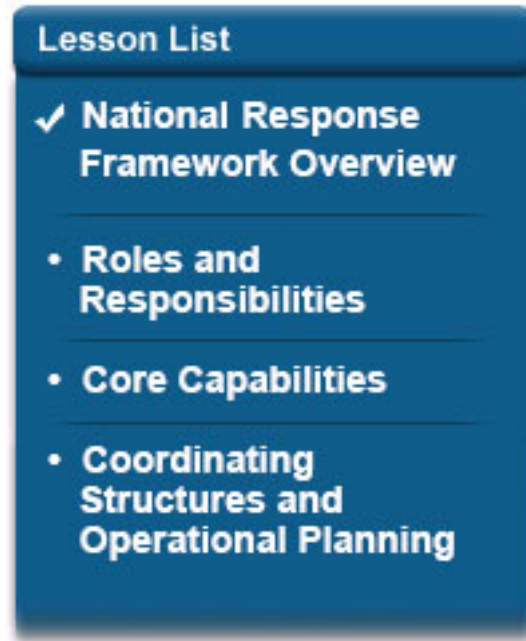 Lesson List
✓ National Response
Framework Overview
• Roles and
Responsibilities
• Core Capabilities
• Coordinating
Structures and
Operational Planning